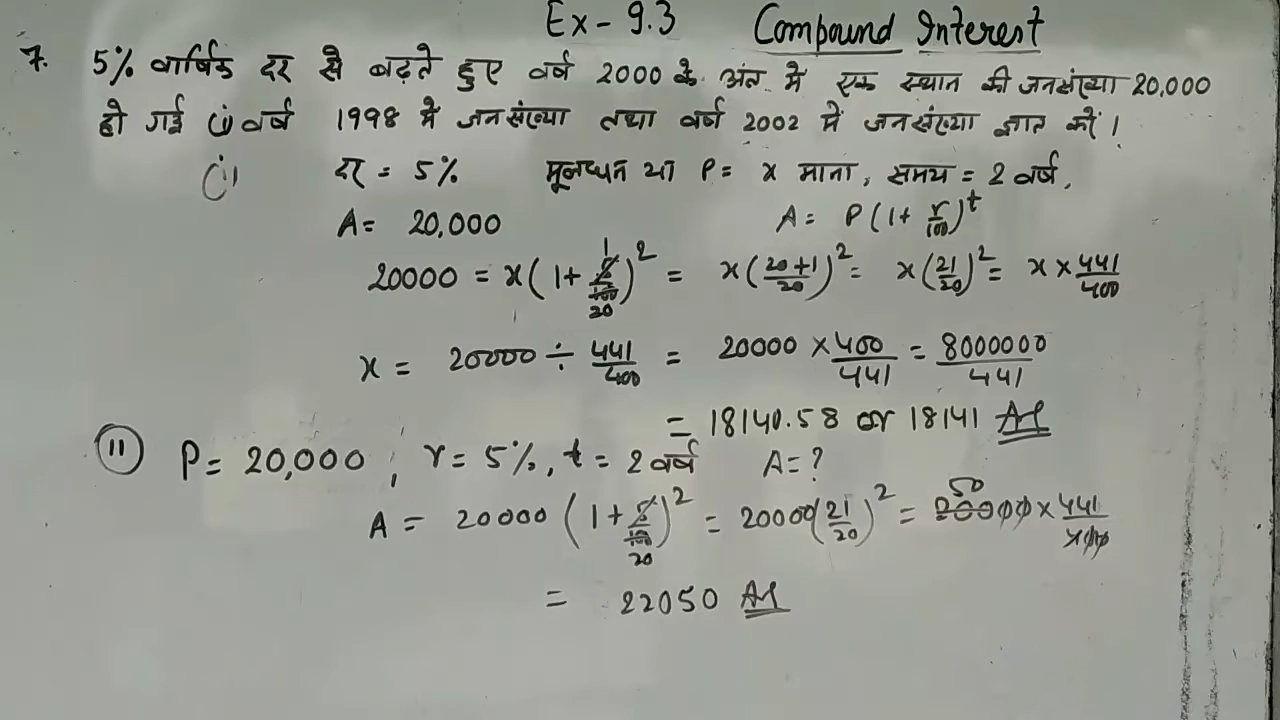 Ex - 9.3 Compound Interest
7. 5% वार्षिक दर से बढ़ते हुए वर्ष 2000 के अंत में एक स्थान की जनसंख्या 20,000
हो गई (i) वर्ष 1998 में जनसंख्या तथा वर्ष 2002 में जनसंख्या ज्ञात करें।
(i) दर = 5% मूलधन या P = x माना, समय = 2 वर्ष,
A = 20,000 A = P(1+ r/100)^t
20000 = x(1+ 5/100)^2 = x(20+1/20)^2 = x(21/20)^2 = x × 441/400
x = 20000 ÷ 441/400 = 20000 × 400/441 = 8000000/441
= 18140.58 or 18141 As
(11) P = 20,000, r = 5%, t = 2 वर्ष A = ?
A = 20000 (1+ 5/100)^2 = 20000(21/20)^2 = 20000 × 441/400
= 22050 As